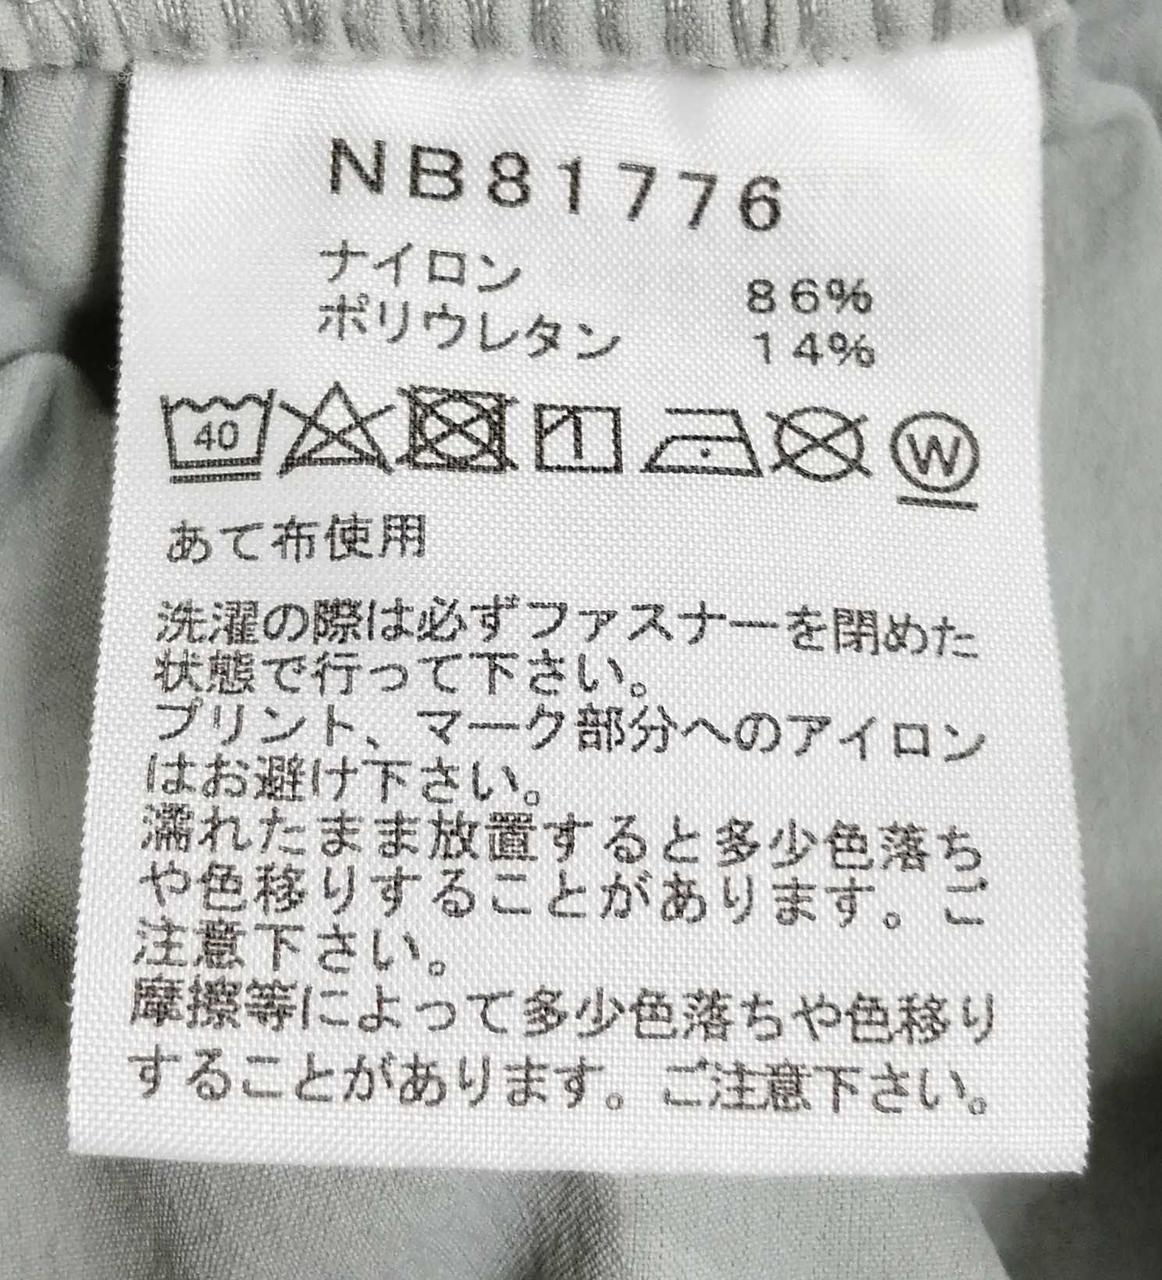 NB81776
ナイロン 86%
ポリウレタン 14%
40 W
あて布使用
洗濯の際は必ずファスナーを閉めた
状態で行って下さい。
プリント、マーク部分へのアイロン
はお避け下さい。
濡れたまま放置すると多少色落ち
や色移りすることがあります。ご
注意下さい。
摩擦等によって多少色落ちや色移り
することがあります。ご注意下さい。